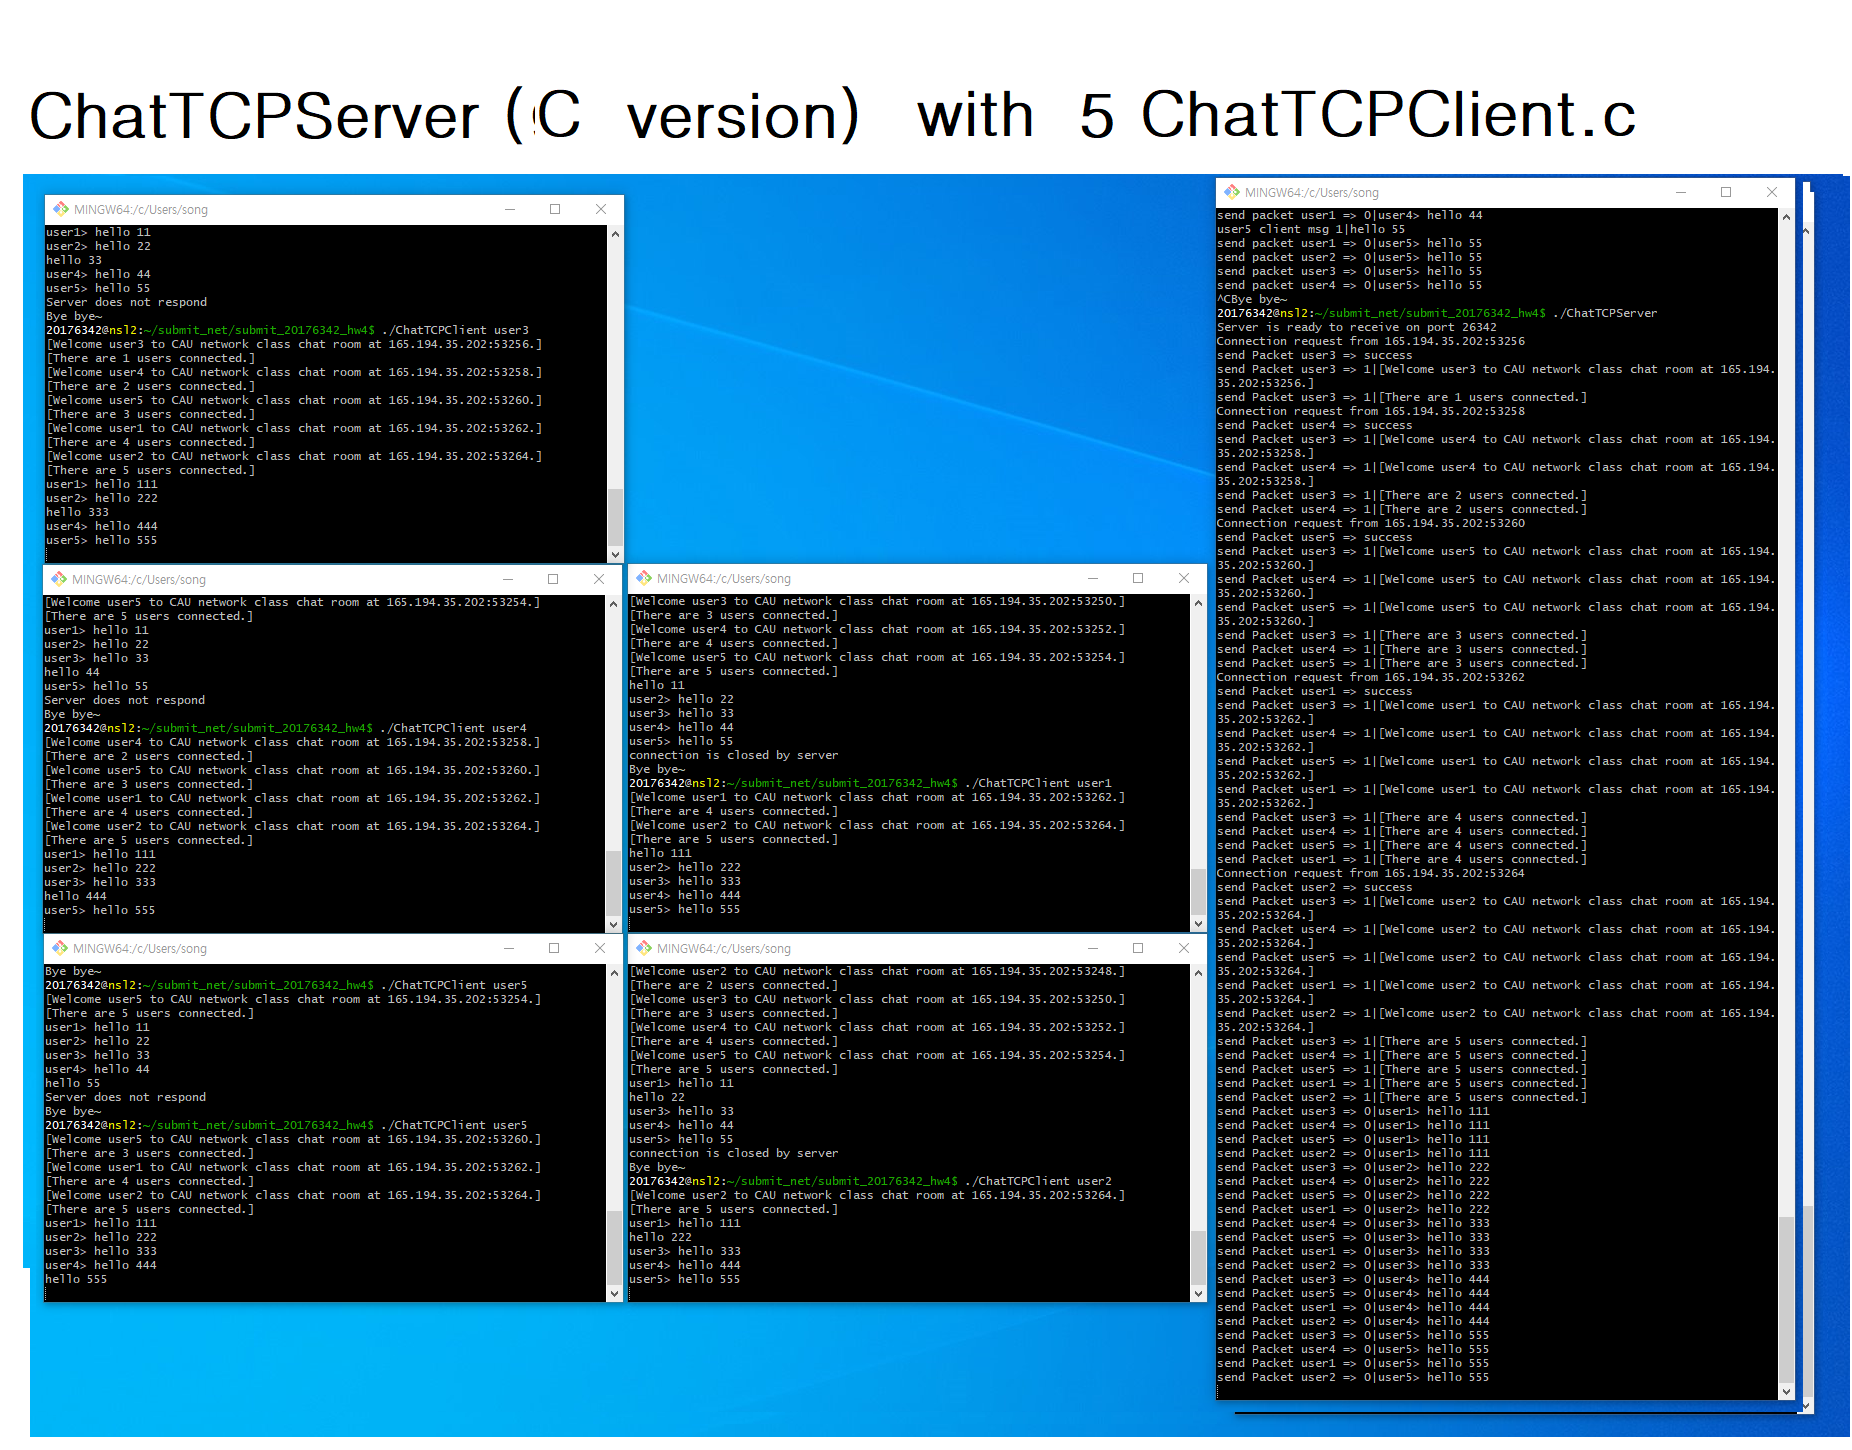 ChatTCPServer (C version) with 5 ChatTCPClient.c
MINGW64:/c/Users/song
user1> hello 11
user2> hello 22
hello 33
user4> hello 44
user5> hello 55
Server does not respond
Bye bye~
20176342@nsl2:~/submit_net/submit_20176342_hw4$ ./ChatTCPClient user3
[Welcome user3 to CAU network class chat room at 165.194.35.202:53256.]
[There are 1 users connected.]
[Welcome user4 to CAU network class chat room at 165.194.35.202:53258.]
[There are 2 users connected.]
[Welcome user5 to CAU network class chat room at 165.194.35.202:53260.]
[There are 3 users connected.]
[Welcome user1 to CAU network class chat room at 165.194.35.202:53262.]
[There are 4 users connected.]
[Welcome user2 to CAU network class chat room at 165.194.35.202:53264.]
[There are 5 users connected.]
user1> hello 111
user2> hello 222
hello 333
user4> hello 444
user5> hello 555
MINGW64:/c/Users/song
[Welcome user5 to CAU network class chat room at 165.194.35.202:53254.]
[There are 5 users connected.]
user1> hello 11
user2> hello 22
user3> hello 33
hello 44
user5> hello 55
Server does not respond
Bye bye~
20176342@nsl2:~/submit_net/submit_20176342_hw4$ ./ChatTCPClient user4
[Welcome user4 to CAU network class chat room at 165.194.35.202:53258.]
[There are 2 users connected.]
[Welcome user5 to CAU network class chat room at 165.194.35.202:53260.]
[There are 3 users connected.]
[Welcome user1 to CAU network class chat room at 165.194.35.202:53262.]
[There are 4 users connected.]
[Welcome user2 to CAU network class chat room at 165.194.35.202:53264.]
[There are 5 users connected.]
user1> hello 111
user2> hello 222
user3> hello 333
hello 444
user5> hello 555
MINGW64:/c/Users/song
[Welcome user3 to CAU network class chat room at 165.194.35.202:53250.]
[There are 3 users connected.]
[Welcome user4 to CAU network class chat room at 165.194.35.202:53252.]
[There are 4 users connected.]
[Welcome user5 to CAU network class chat room at 165.194.35.202:53254.]
[There are 5 users connected.]
hello 11
user2> hello 22
user3> hello 33
user4> hello 44
user5> hello 55
connection is closed by server
Bye bye~
20176342@nsl2:~/submit_net/submit_20176342_hw4$ ./ChatTCPClient user1
[Welcome user1 to CAU network class chat room at 165.194.35.202:53262.]
[There are 4 users connected.]
[Welcome user2 to CAU network class chat room at 165.194.35.202:53264.]
[There are 5 users connected.]
hello 111
user2> hello 222
user3> hello 333
user4> hello 444
user5> hello 555
MINGW64:/c/Users/song
Bye bye~
20176342@nsl2:~/submit_net/submit_20176342_hw4$ ./ChatTCPClient user5
[Welcome user5 to CAU network class chat room at 165.194.35.202:53254.]
[There are 5 users connected.]
user1> hello 11
user2> hello 22
user3> hello 33
user4> hello 44
hello 55
Server does not respond
Bye bye~
20176342@nsl2:~/submit_net/submit_20176342_hw4$ ./ChatTCPClient user5
[Welcome user5 to CAU network class chat room at 165.194.35.202:53260.]
[There are 3 users connected.]
[Welcome user1 to CAU network class chat room at 165.194.35.202:53262.]
[There are 4 users connected.]
[Welcome user2 to CAU network class chat room at 165.194.35.202:53264.]
[There are 5 users connected.]
user1> hello 111
user2> hello 222
user3> hello 333
user4> hello 444
hello 555
MINGW64:/c/Users/song
[Welcome user2 to CAU network class chat room at 165.194.35.202:53248.]
[There are 2 users connected.]
[Welcome user3 to CAU network class chat room at 165.194.35.202:53250.]
[There are 3 users connected.]
[Welcome user4 to CAU network class chat room at 165.194.35.202:53252.]
[There are 4 users connected.]
[Welcome user5 to CAU network class chat room at 165.194.35.202:53254.]
[There are 5 users connected.]
user1> hello 11
hello 22
user3> hello 33
user4> hello 44
user5> hello 55
connection is closed by server
Bye bye~
20176342@nsl2:~/submit_net/submit_20176342_hw4$ ./ChatTCPClient user2
[Welcome user2 to CAU network class chat room at 165.194.35.202:53264.]
[There are 5 users connected.]
user1> hello 111
hello 222
user3> hello 333
user4> hello 444
user5> hello 555
MINGW64:/c/Users/song
send packet user1 => 0|user4> hello 44
user5 client msg 1|hello 55
send packet user1 => 0|user5> hello 55
send packet user2 => 0|user5> hello 55
send packet user3 => 0|user5> hello 55
send packet user4 => 0|user5> hello 55
^CBye bye~
20176342@nsl2:~/submit_net/submit_20176342_hw4$ ./ChatTCPServer
Server is ready to receive on port 26342
Connection request from 165.194.35.202:53256
send Packet user3 => success
send Packet user3 => 1|[Welcome user3 to CAU network class chat room at 165.194.
35.202:53256.]
send Packet user3 => 1|[There are 1 users connected.]
Connection request from 165.194.35.202:53258
send Packet user4 => success
send Packet user3 => 1|[Welcome user4 to CAU network class chat room at 165.194.
35.202:53258.]
send Packet user4 => 1|[Welcome user4 to CAU network class chat room at 165.194.
35.202:53258.]
send Packet user3 => 1|[There are 2 users connected.]
send Packet user4 => 1|[There are 2 users connected.]
Connection request from 165.194.35.202:53260
send Packet user5 => success
send Packet user3 => 1|[Welcome user5 to CAU network class chat room at 165.194.
35.202:53260.]
send Packet user4 => 1|[Welcome user5 to CAU network class chat room at 165.194.
35.202:53260.]
send Packet user5 => 1|[Welcome user5 to CAU network class chat room at 165.194.
35.202:53260.]
send Packet user3 => 1|[There are 3 users connected.]
send Packet user4 => 1|[There are 3 users connected.]
send Packet user5 => 1|[There are 3 users connected.]
Connection request from 165.194.35.202:53262
send Packet user1 => success
send Packet user3 => 1|[Welcome user1 to CAU network class chat room at 165.194.
35.202:53262.]
send Packet user4 => 1|[Welcome user1 to CAU network class chat room at 165.194.
35.202:53262.]
send Packet user5 => 1|[Welcome user1 to CAU network class chat room at 165.194.
35.202:53262.]
send Packet user1 => 1|[Welcome user1 to CAU network class chat room at 165.194.
35.202:53262.]
send Packet user3 => 1|[There are 4 users connected.]
send Packet user4 => 1|[There are 4 users connected.]
send Packet user5 => 1|[There are 4 users connected.]
send Packet user1 => 1|[There are 4 users connected.]
Connection request from 165.194.35.202:53264
send Packet user2 => success
send Packet user3 => 1|[Welcome user2 to CAU network class chat room at 165.194.
35.202:53264.]
send Packet user4 => 1|[Welcome user2 to CAU network class chat room at 165.194.
35.202:53264.]
send Packet user5 => 1|[Welcome user2 to CAU network class chat room at 165.194.
35.202:53264.]
send Packet user1 => 1|[Welcome user2 to CAU network class chat room at 165.194.
35.202:53264.]
send Packet user2 => 1|[Welcome user2 to CAU network class chat room at 165.194.
35.202:53264.]
send Packet user3 => 1|[There are 5 users connected.]
send Packet user4 => 1|[There are 5 users connected.]
send Packet user5 => 1|[There are 5 users connected.]
send Packet user1 => 1|[There are 5 users connected.]
send Packet user2 => 1|[There are 5 users connected.]
send Packet user3 => 0|user1> hello 111
send Packet user4 => 0|user1> hello 111
send Packet user5 => 0|user1> hello 111
send Packet user2 => 0|user1> hello 111
send Packet user3 => 0|user2> hello 222
send Packet user4 => 0|user2> hello 222
send Packet user5 => 0|user2> hello 222
send Packet user1 => 0|user2> hello 222
send Packet user4 => 0|user3> hello 333
send Packet user5 => 0|user3> hello 333
send Packet user1 => 0|user3> hello 333
send Packet user2 => 0|user3> hello 333
send Packet user3 => 0|user4> hello 444
send Packet user5 => 0|user4> hello 444
send Packet user1 => 0|user4> hello 444
send Packet user2 => 0|user4> hello 444
send Packet user3 => 0|user5> hello 555
send Packet user4 => 0|user5> hello 555
send Packet user1 => 0|user5> hello 555
send Packet user2 => 0|user5> hello 555